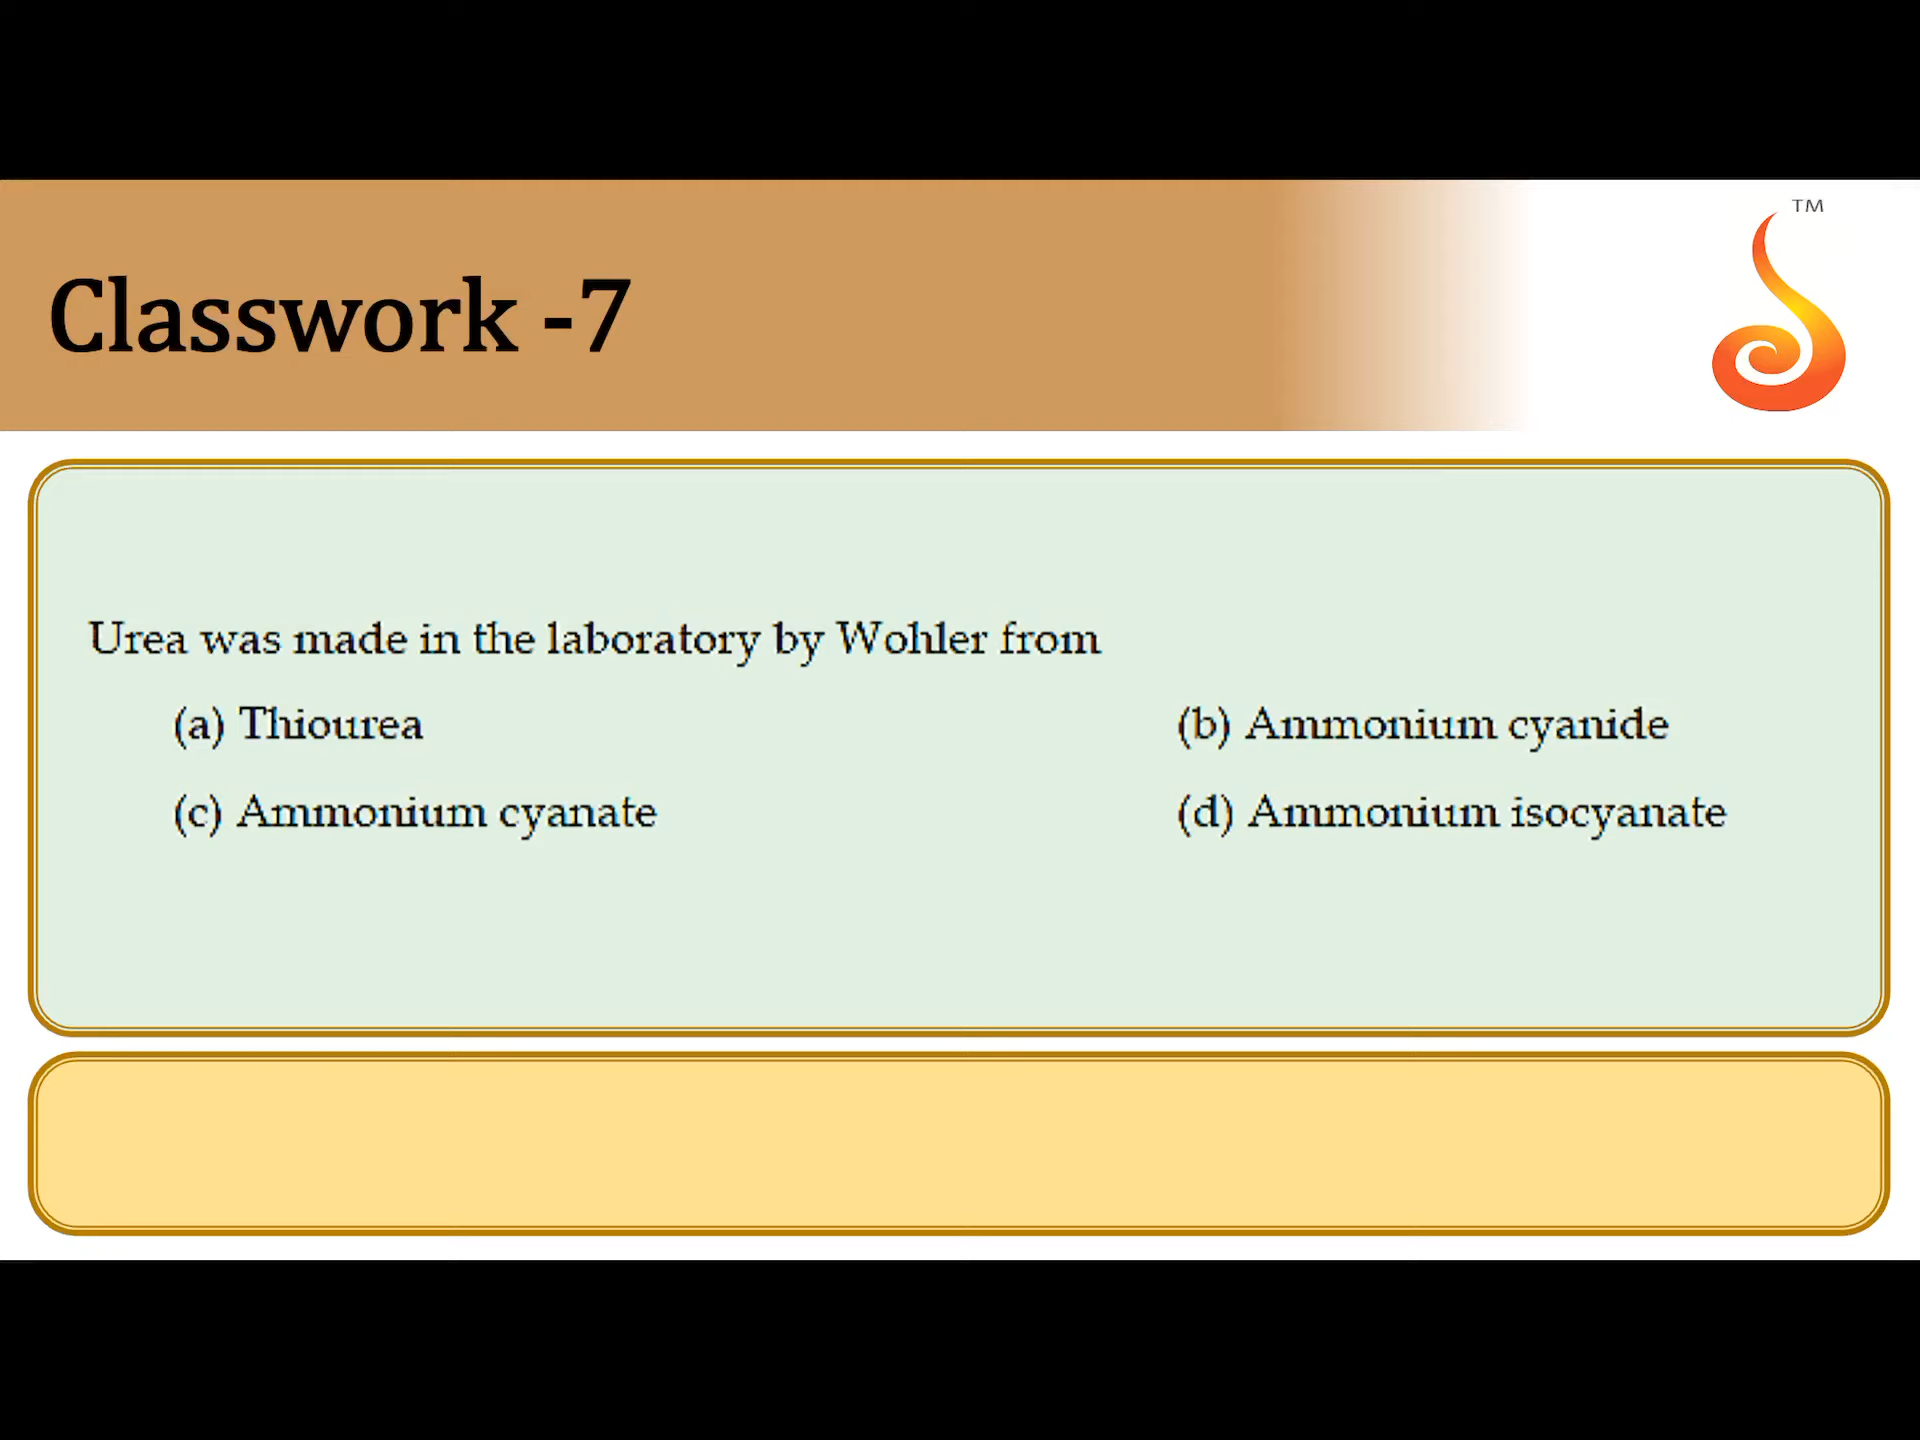 TM
Classwork -7
Urea was made in the laboratory by Wohler from
(a) Thiourea (b) Ammonium cyanide
(c) Ammonium cyanate (d) Ammonium isocyanate